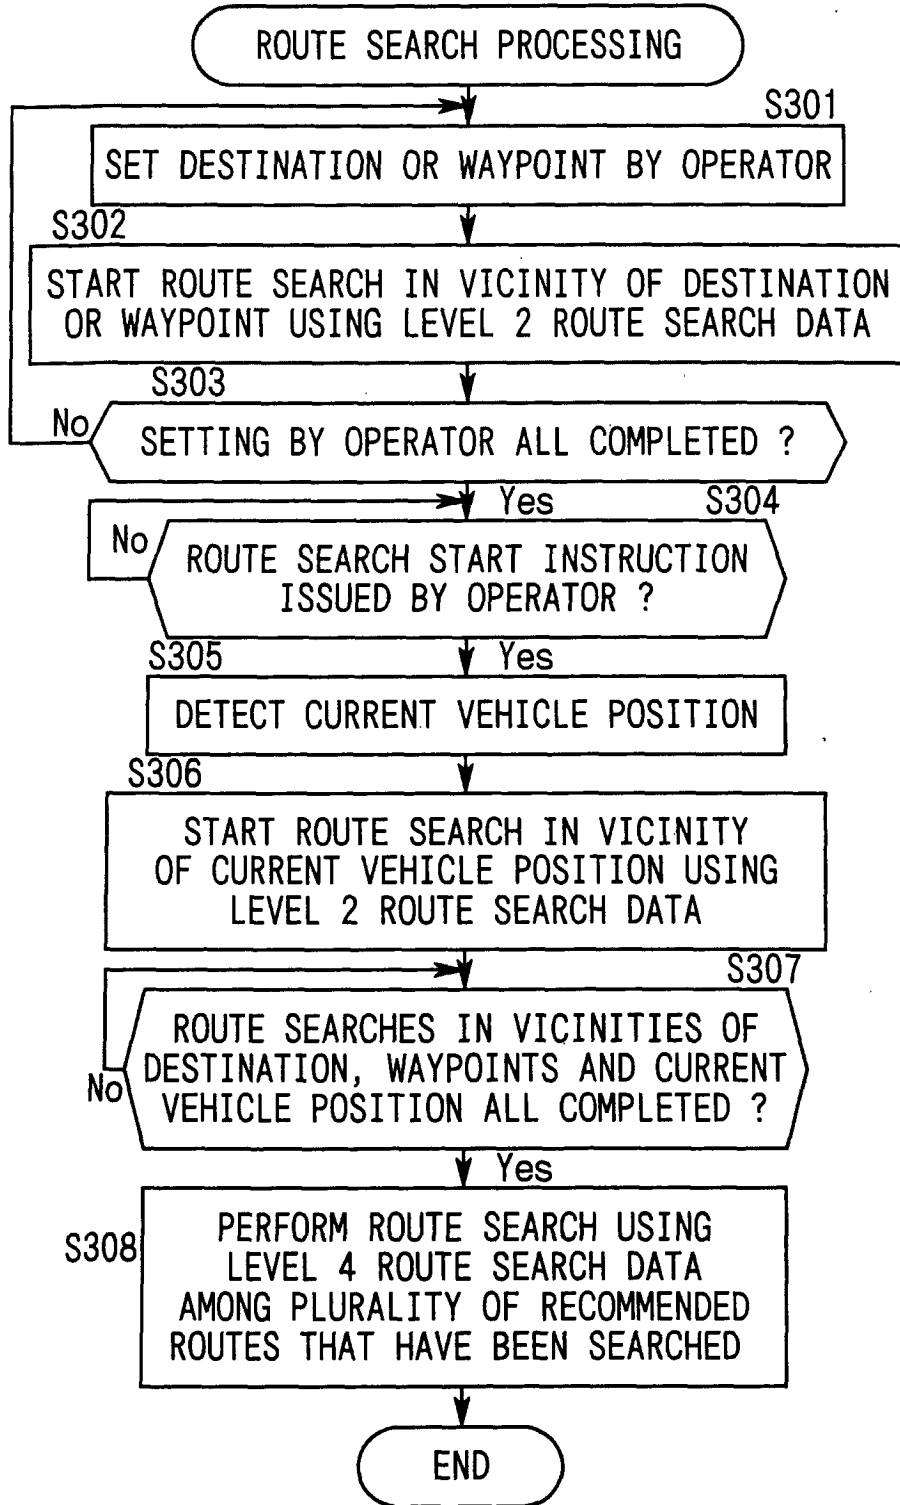 ROUTE SEARCH PROCESSING
S301
SET DESTINATION OR WAYPOINT BY OPERATOR
S302
START ROUTE SEARCH IN VICINITY OF DESTINATION
OR WAYPOINT USING LEVEL 2 ROUTE SEARCH DATA
S303
No
SETTING BY OPERATOR ALL COMPLETED ?
Yes
S304
No
ROUTE SEARCH START INSTRUCTION
ISSUED BY OPERATOR ?
S305
Yes
DETECT CURRENT VEHICLE POSITION
S306
START ROUTE SEARCH IN VICINITY
OF CURRENT VEHICLE POSITION USING
LEVEL 2 ROUTE SEARCH DATA
S307
ROUTE SEARCHES IN VICINITIES OF
DESTINATION, WAYPOINTS AND CURRENT
VEHICLE POSITION ALL COMPLETED ?
No
Yes
S308
PERFORM ROUTE SEARCH USING
LEVEL 4 ROUTE SEARCH DATA
AMONG PLURALITY OF RECOMMENDED
ROUTES THAT HAVE BEEN SEARCHED
END